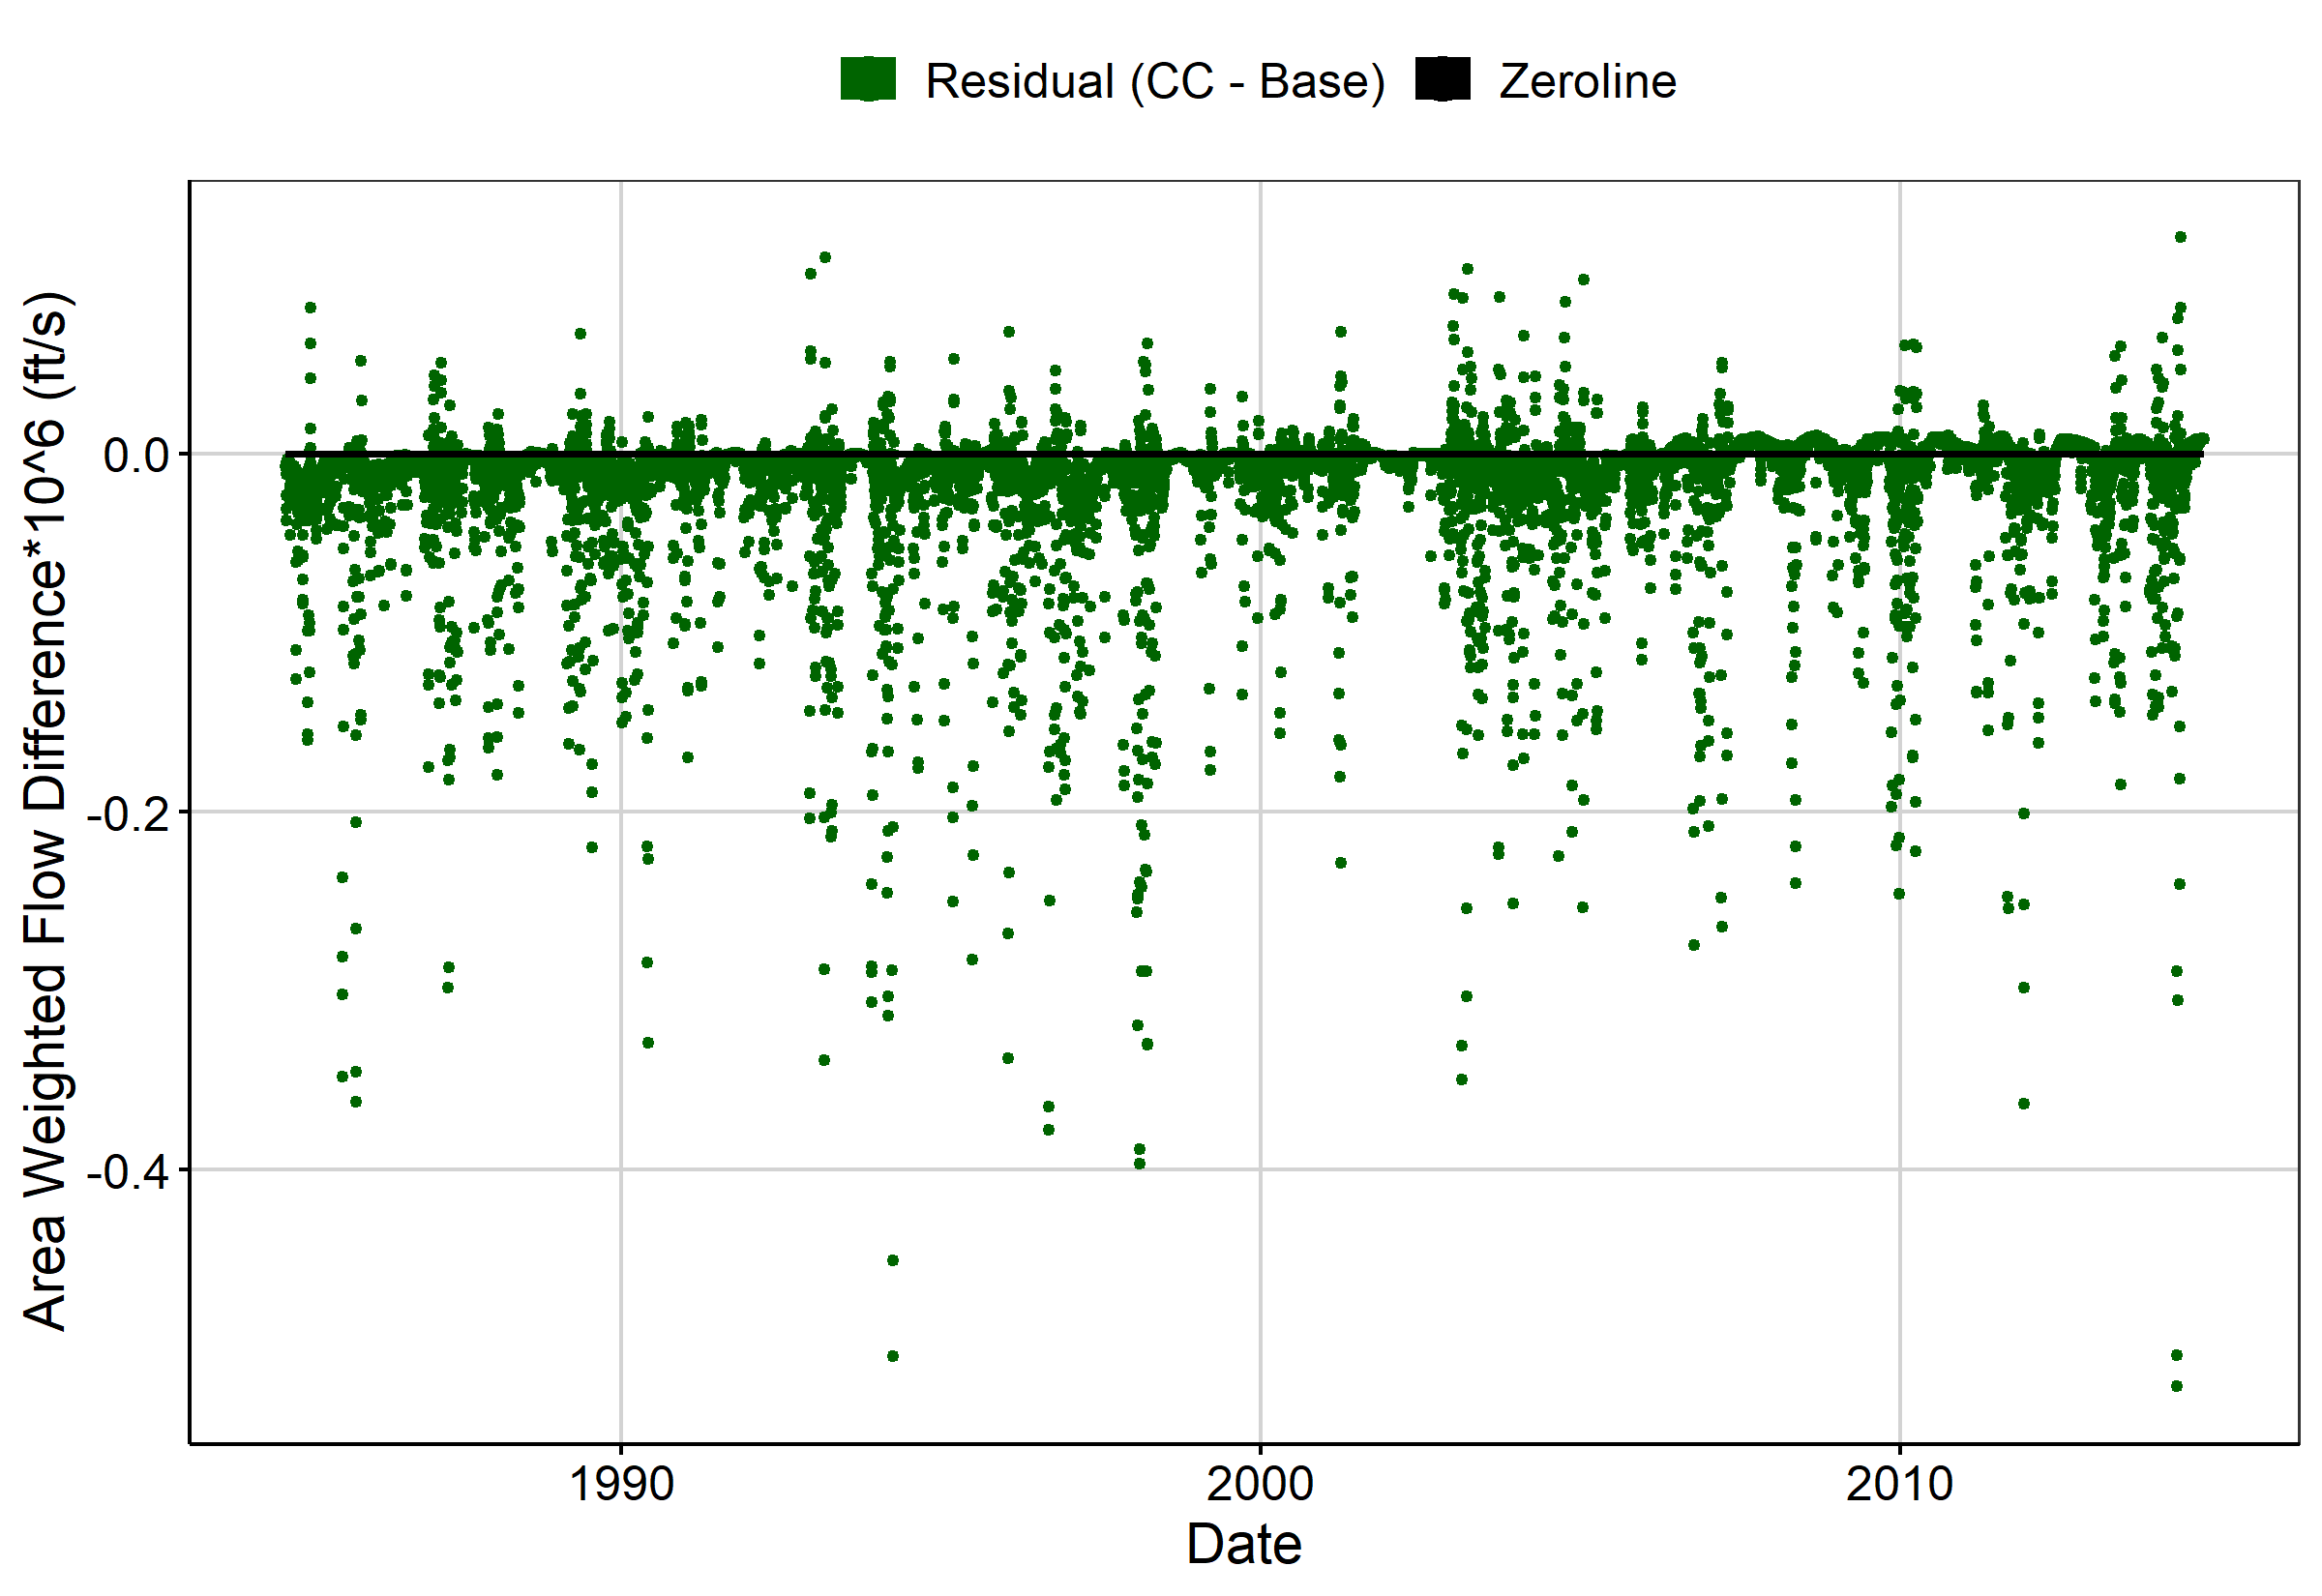 Residual (CC - Base) Zeroline
Area Weighted Flow Difference*10^6 (ft/s)
0.0
-0.2
-0.4
1990 2000 2010
Date